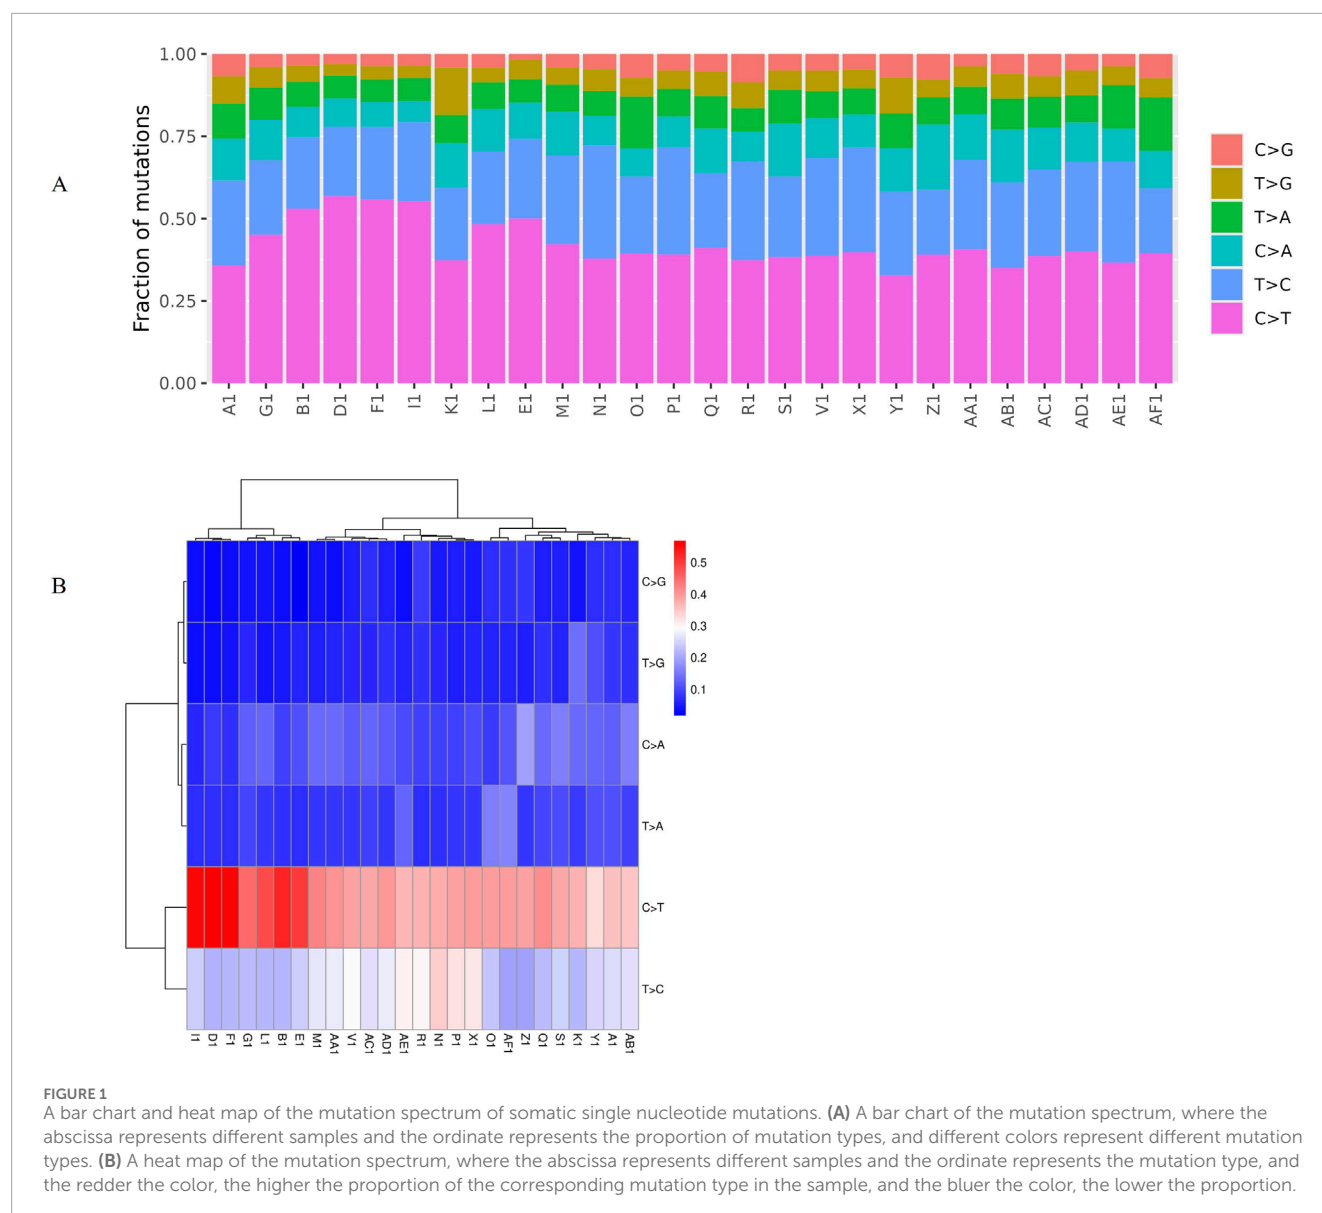 A
Fraction of mutations
1.00
0.75
0.50
0.25
0.00
A1 G1 B1 D1 F1 I1 K1 L1 E1 M1 N1 O1 P1 Q1 R1 S1 V1 X1 Y1 Z1 AA1 AB1 AC1 AD1 AE1 AF1
C>G
T>G
T>A
C>A
T>C
C>T
B
C>G
T>G
C>A
T>A
C>T
T>C
0.5
0.4
0.3
0.2
0.1
I1 D1 F1 G1 L1 B1 E1 M1 AA1 V1 AC1 AD1 AE1 R1 N1 P1 X1 O1 AF1 Z1 Q1 S1 K1 Y1 A1 AB1
FIGURE 1
A bar chart and heat map of the mutation spectrum of somatic single nucleotide mutations. (A) A bar chart of the mutation spectrum, where the
abscissa represents different samples and the ordinate represents the proportion of mutation types, and different colors represent different mutation
types. (B) A heat map of the mutation spectrum, where the abscissa represents different samples and the ordinate represents the mutation type, and
the redder the color, the higher the proportion of the corresponding mutation type in the sample, and the bluer the color, the lower the proportion.